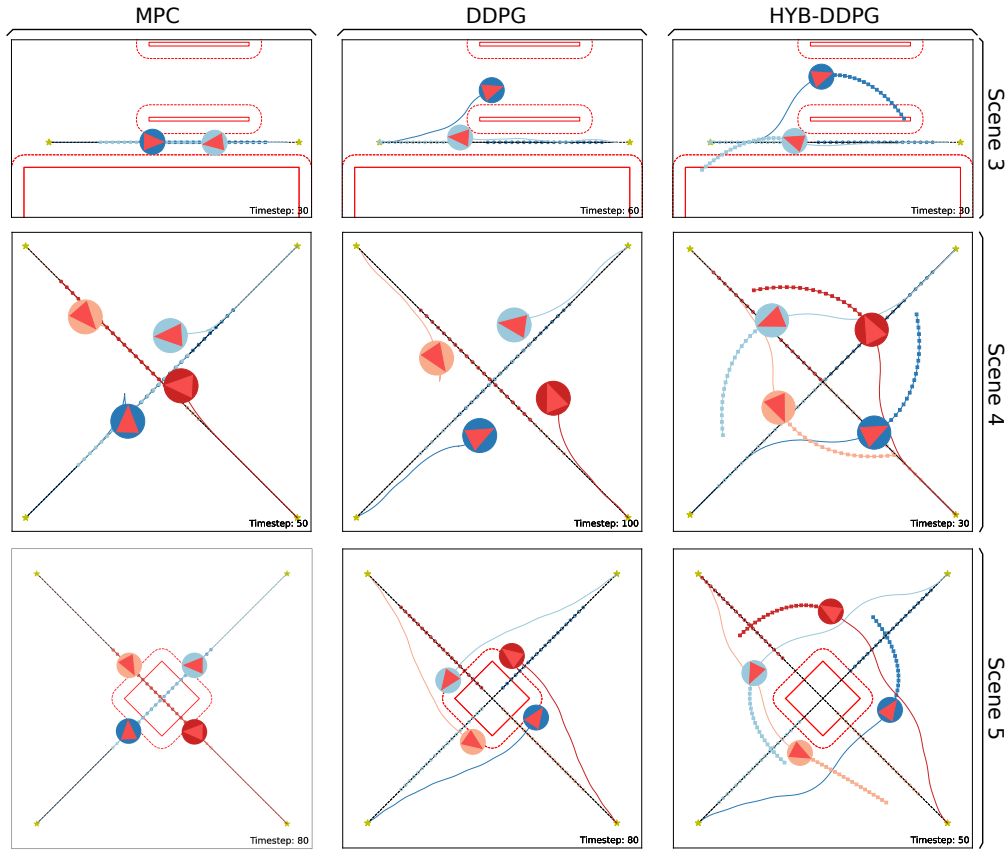 MPC
DDPG
HYB-DDPG
Timestep: 30
Timestep: 60
Timestep: 30
Scene 3
Timestep: 50
Timestep: 100
Timestep: 30
Scene 4
Timestep: 80
Timestep: 80
Timestep: 50
Scene 5